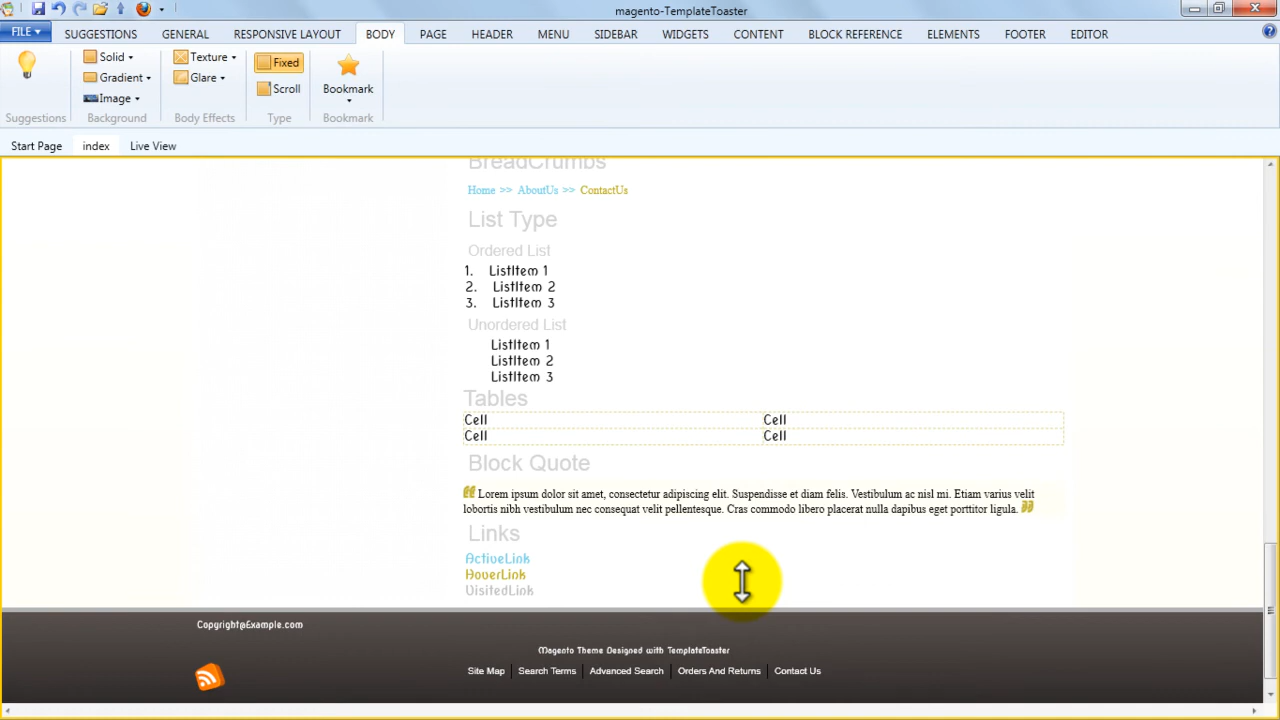 magento-TemplateToaster
FILE SUGGESTIONS GENERAL RESPONSIVE LAYOUT BODY PAGE HEADER MENU SIDEBAR WIDGETS CONTENT BLOCK REFERENCE ELEMENTS FOOTER EDITOR
Solid Texture Fixed
Gradient Glare Scroll Bookmark
Image
Suggestions Background Body Effects Type Bookmark
Start Page index Live View
BreadCrumbs
Home >> AboutUs >> ContactUs
List Type
Ordered List
1. ListItem 1
2. ListItem 2
3. ListItem 3
Unordered List
ListItem 1
ListItem 2
ListItem 3
Tables
Cell Cell
Cell Cell
Block Quote
Lorem ipsum dolor sit amet, consectetur adipiscing elit. Suspendisse et diam felis. Vestibulum ac nisl mi. Etiam varius velit
lobortis nibh vestibulum nec consequat velit pellentesque. Cras commodo libero placerat nulla dapibus eget porttitor ligula.
Links
ActiveLink
HoverLink
VisitedLink
Copyright@Example.com
Magento Theme Designed with TemplateToaster
Site Map Search Terms Advanced Search Orders And Returns Contact Us